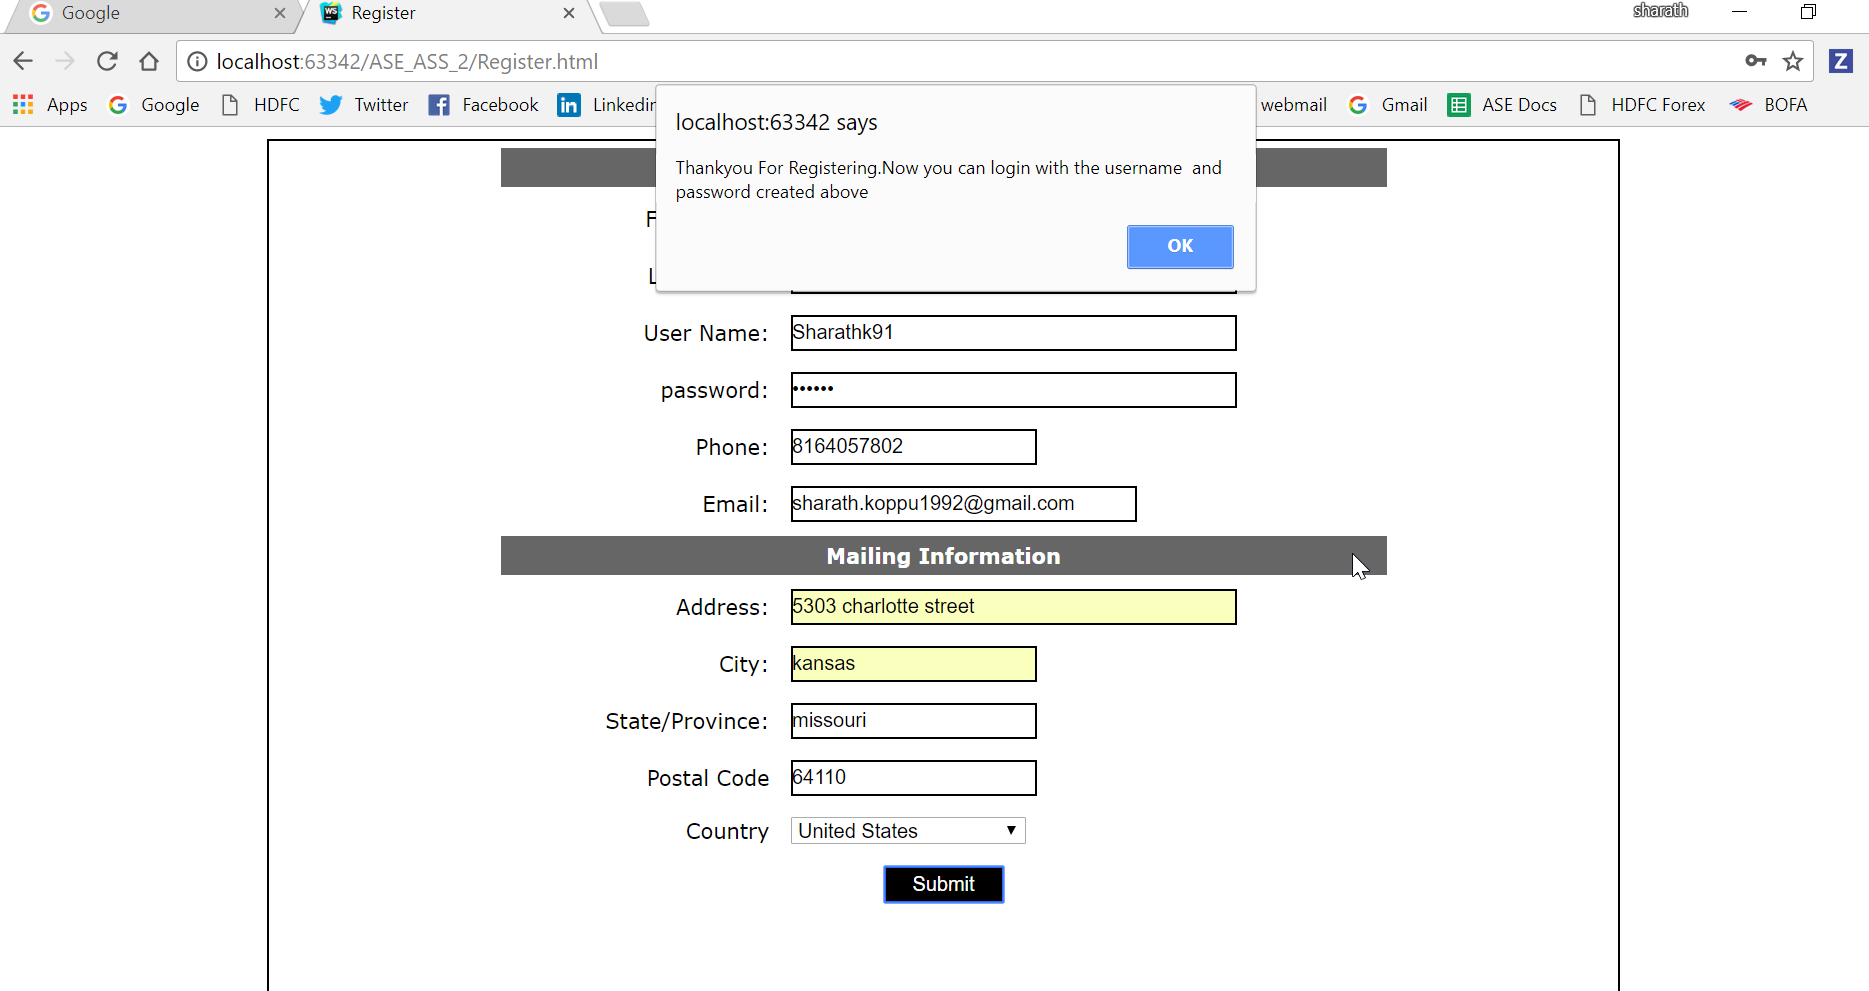 Google
Register
sharath
localhost:63342/ASE_ASS_2/Register.html
Z
Apps Google HDFC Twitter Facebook webmail Gmail ASE Docs HDFC Forex BOFA
localhost:63342 says
Thankyou For Registering.Now you can login with the username  and
password created above
OK
User Name: Sharathk91
password: ••••••
Phone: 8164057802
Email: sharath.koppu1992@gmail.com
Mailing Information
Address: 5303 charlotte street
City: kansas
State/Province: missouri
Postal Code 64110
Country United States
Submit